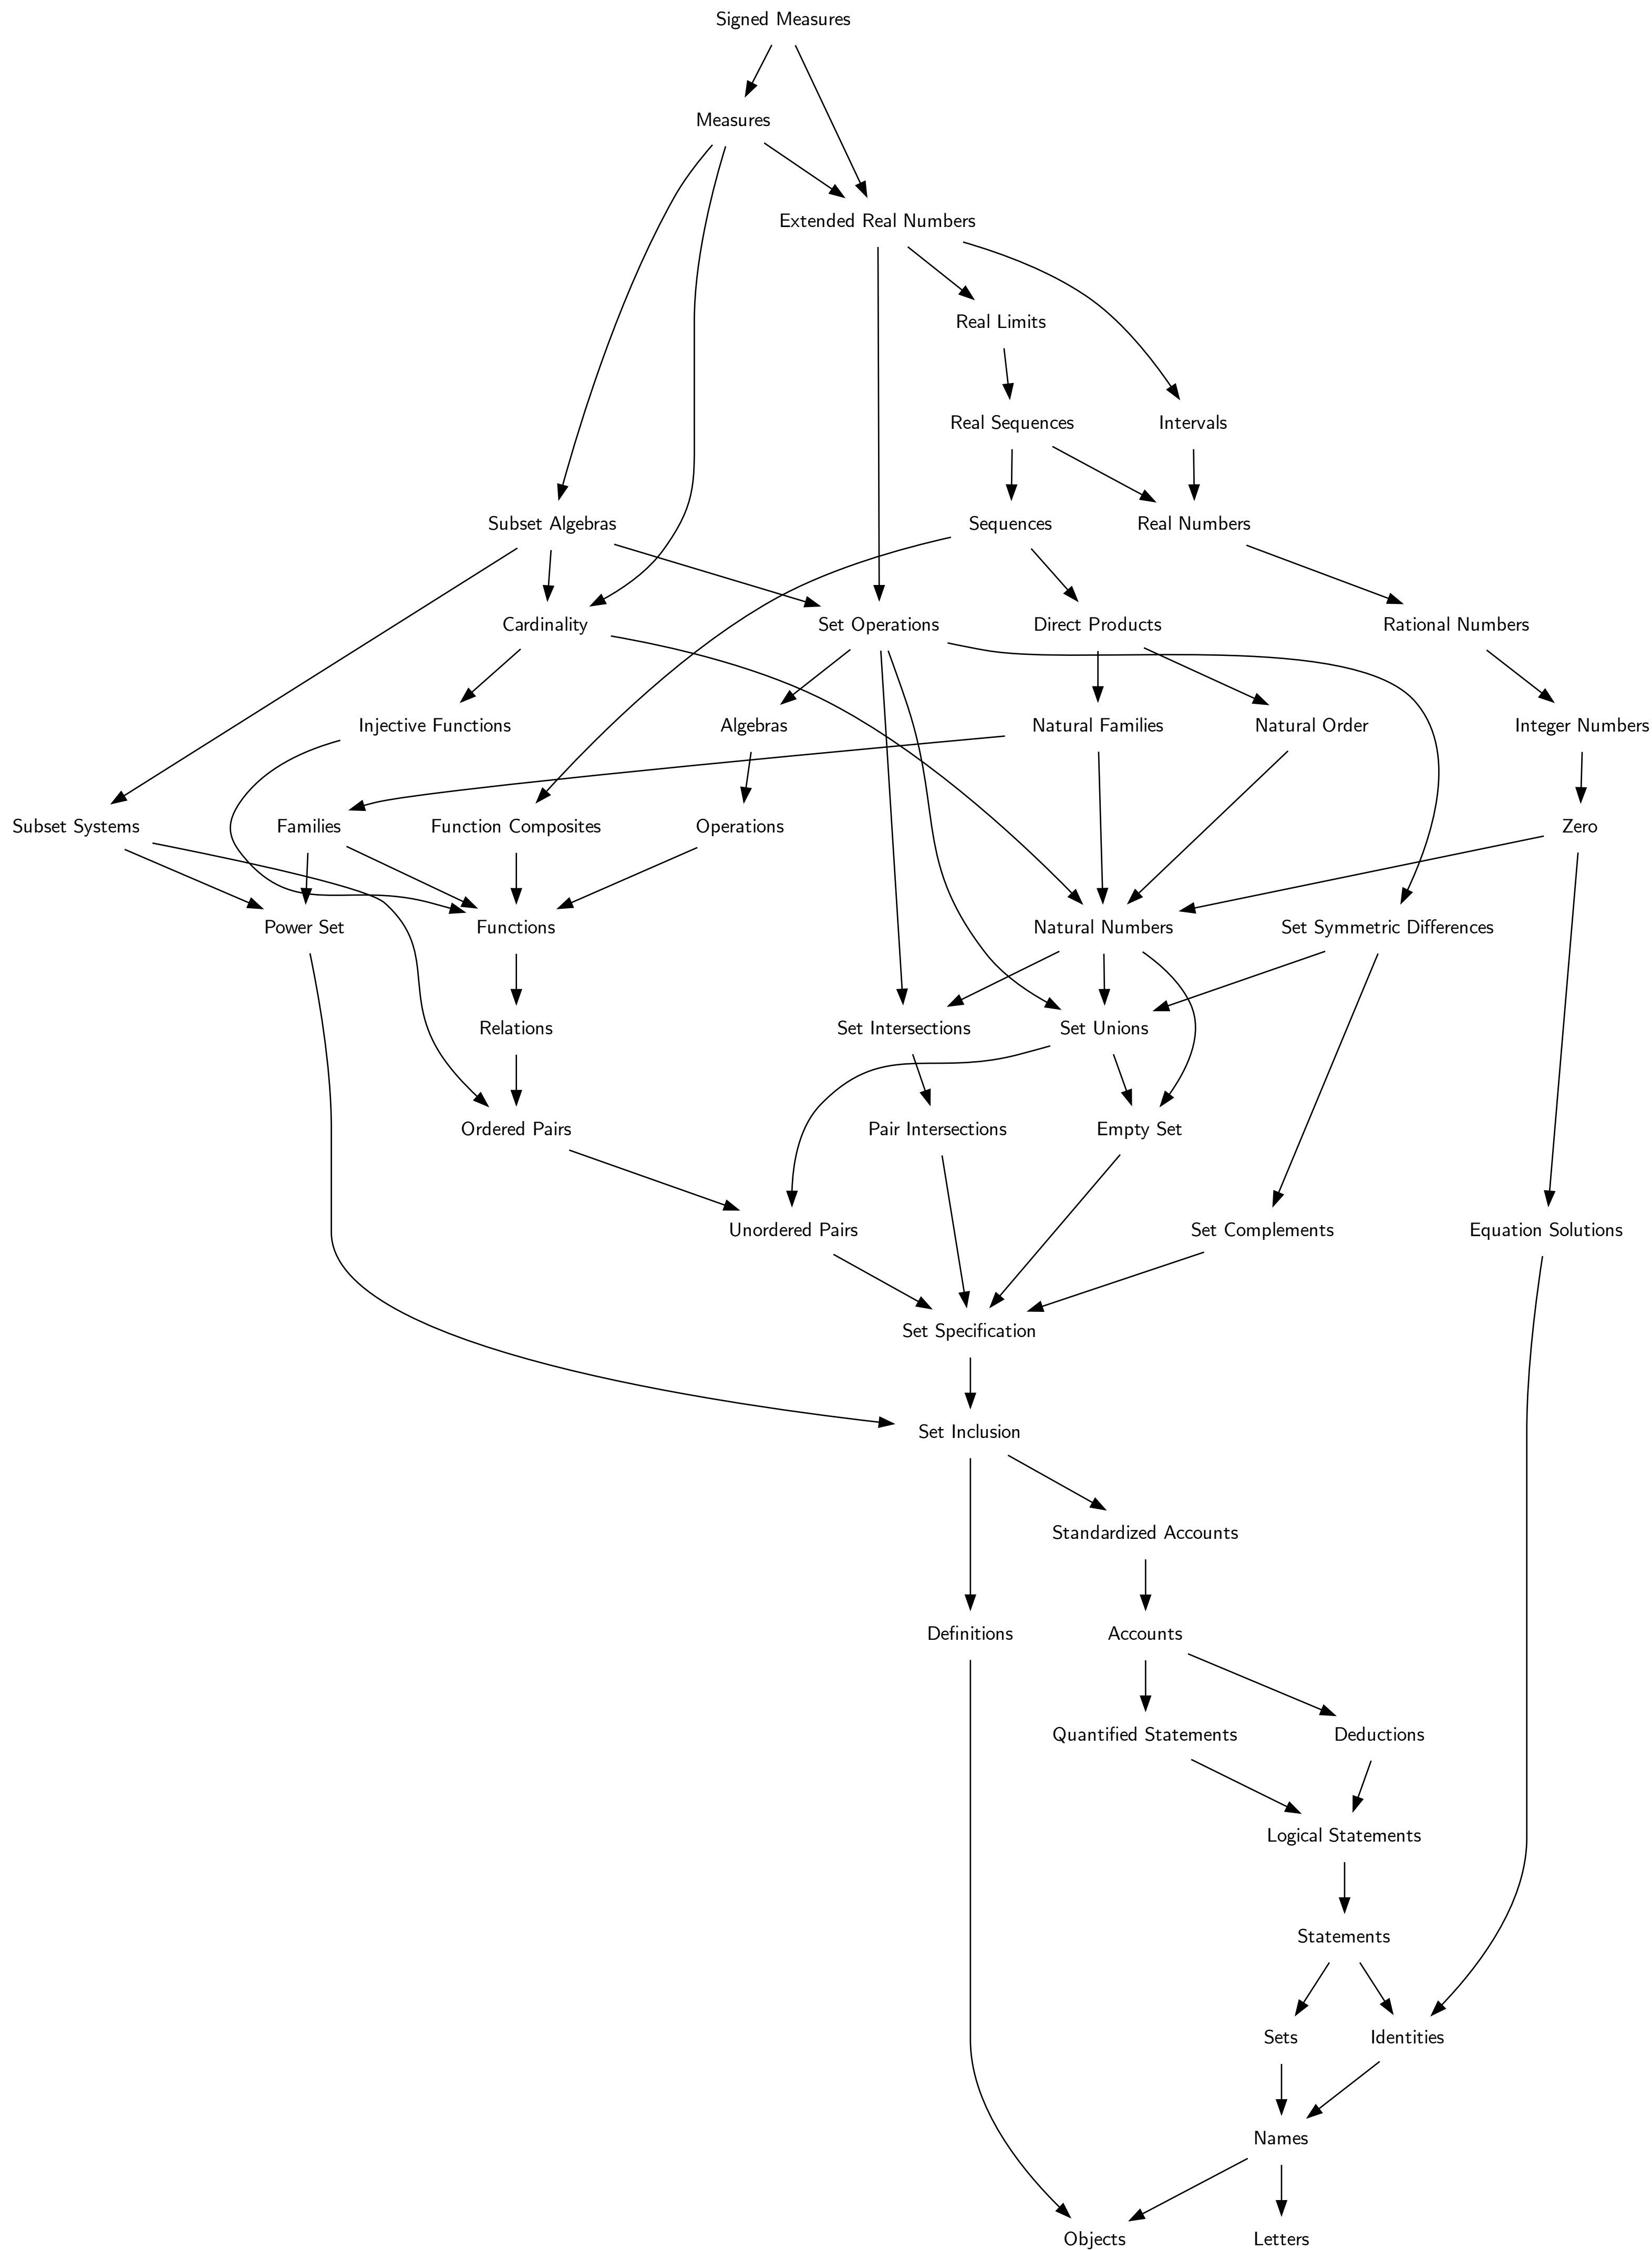 Signed Measures
Measures
Extended Real Numbers
Real Limits
Real Sequences
Intervals
Subset Algebras
Sequences
Real Numbers
Cardinality
Set Operations
Direct Products
Rational Numbers
Injective Functions
Algebras
Natural Families
Natural Order
Integer Numbers
Subset Systems
Families
Function Composites
Operations
Zero
Power Set
Functions
Natural Numbers
Set Symmetric Differences
Relations
Set Intersections
Set Unions
Ordered Pairs
Pair Intersections
Empty Set
Unordered Pairs
Set Complements
Equation Solutions
Set Specification
Set Inclusion
Standardized Accounts
Definitions
Accounts
Quantified Statements
Deductions
Logical Statements
Statements
Sets
Identities
Names
Objects
Letters